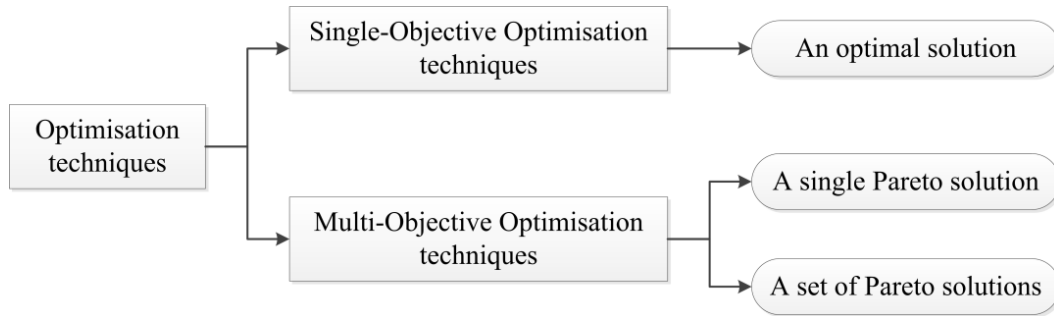 Single-Objective Optimisation
techniques
An optimal solution
Optimisation
techniques
A single Pareto solution
Multi-Objective Optimisation
techniques
A set of Pareto solutions